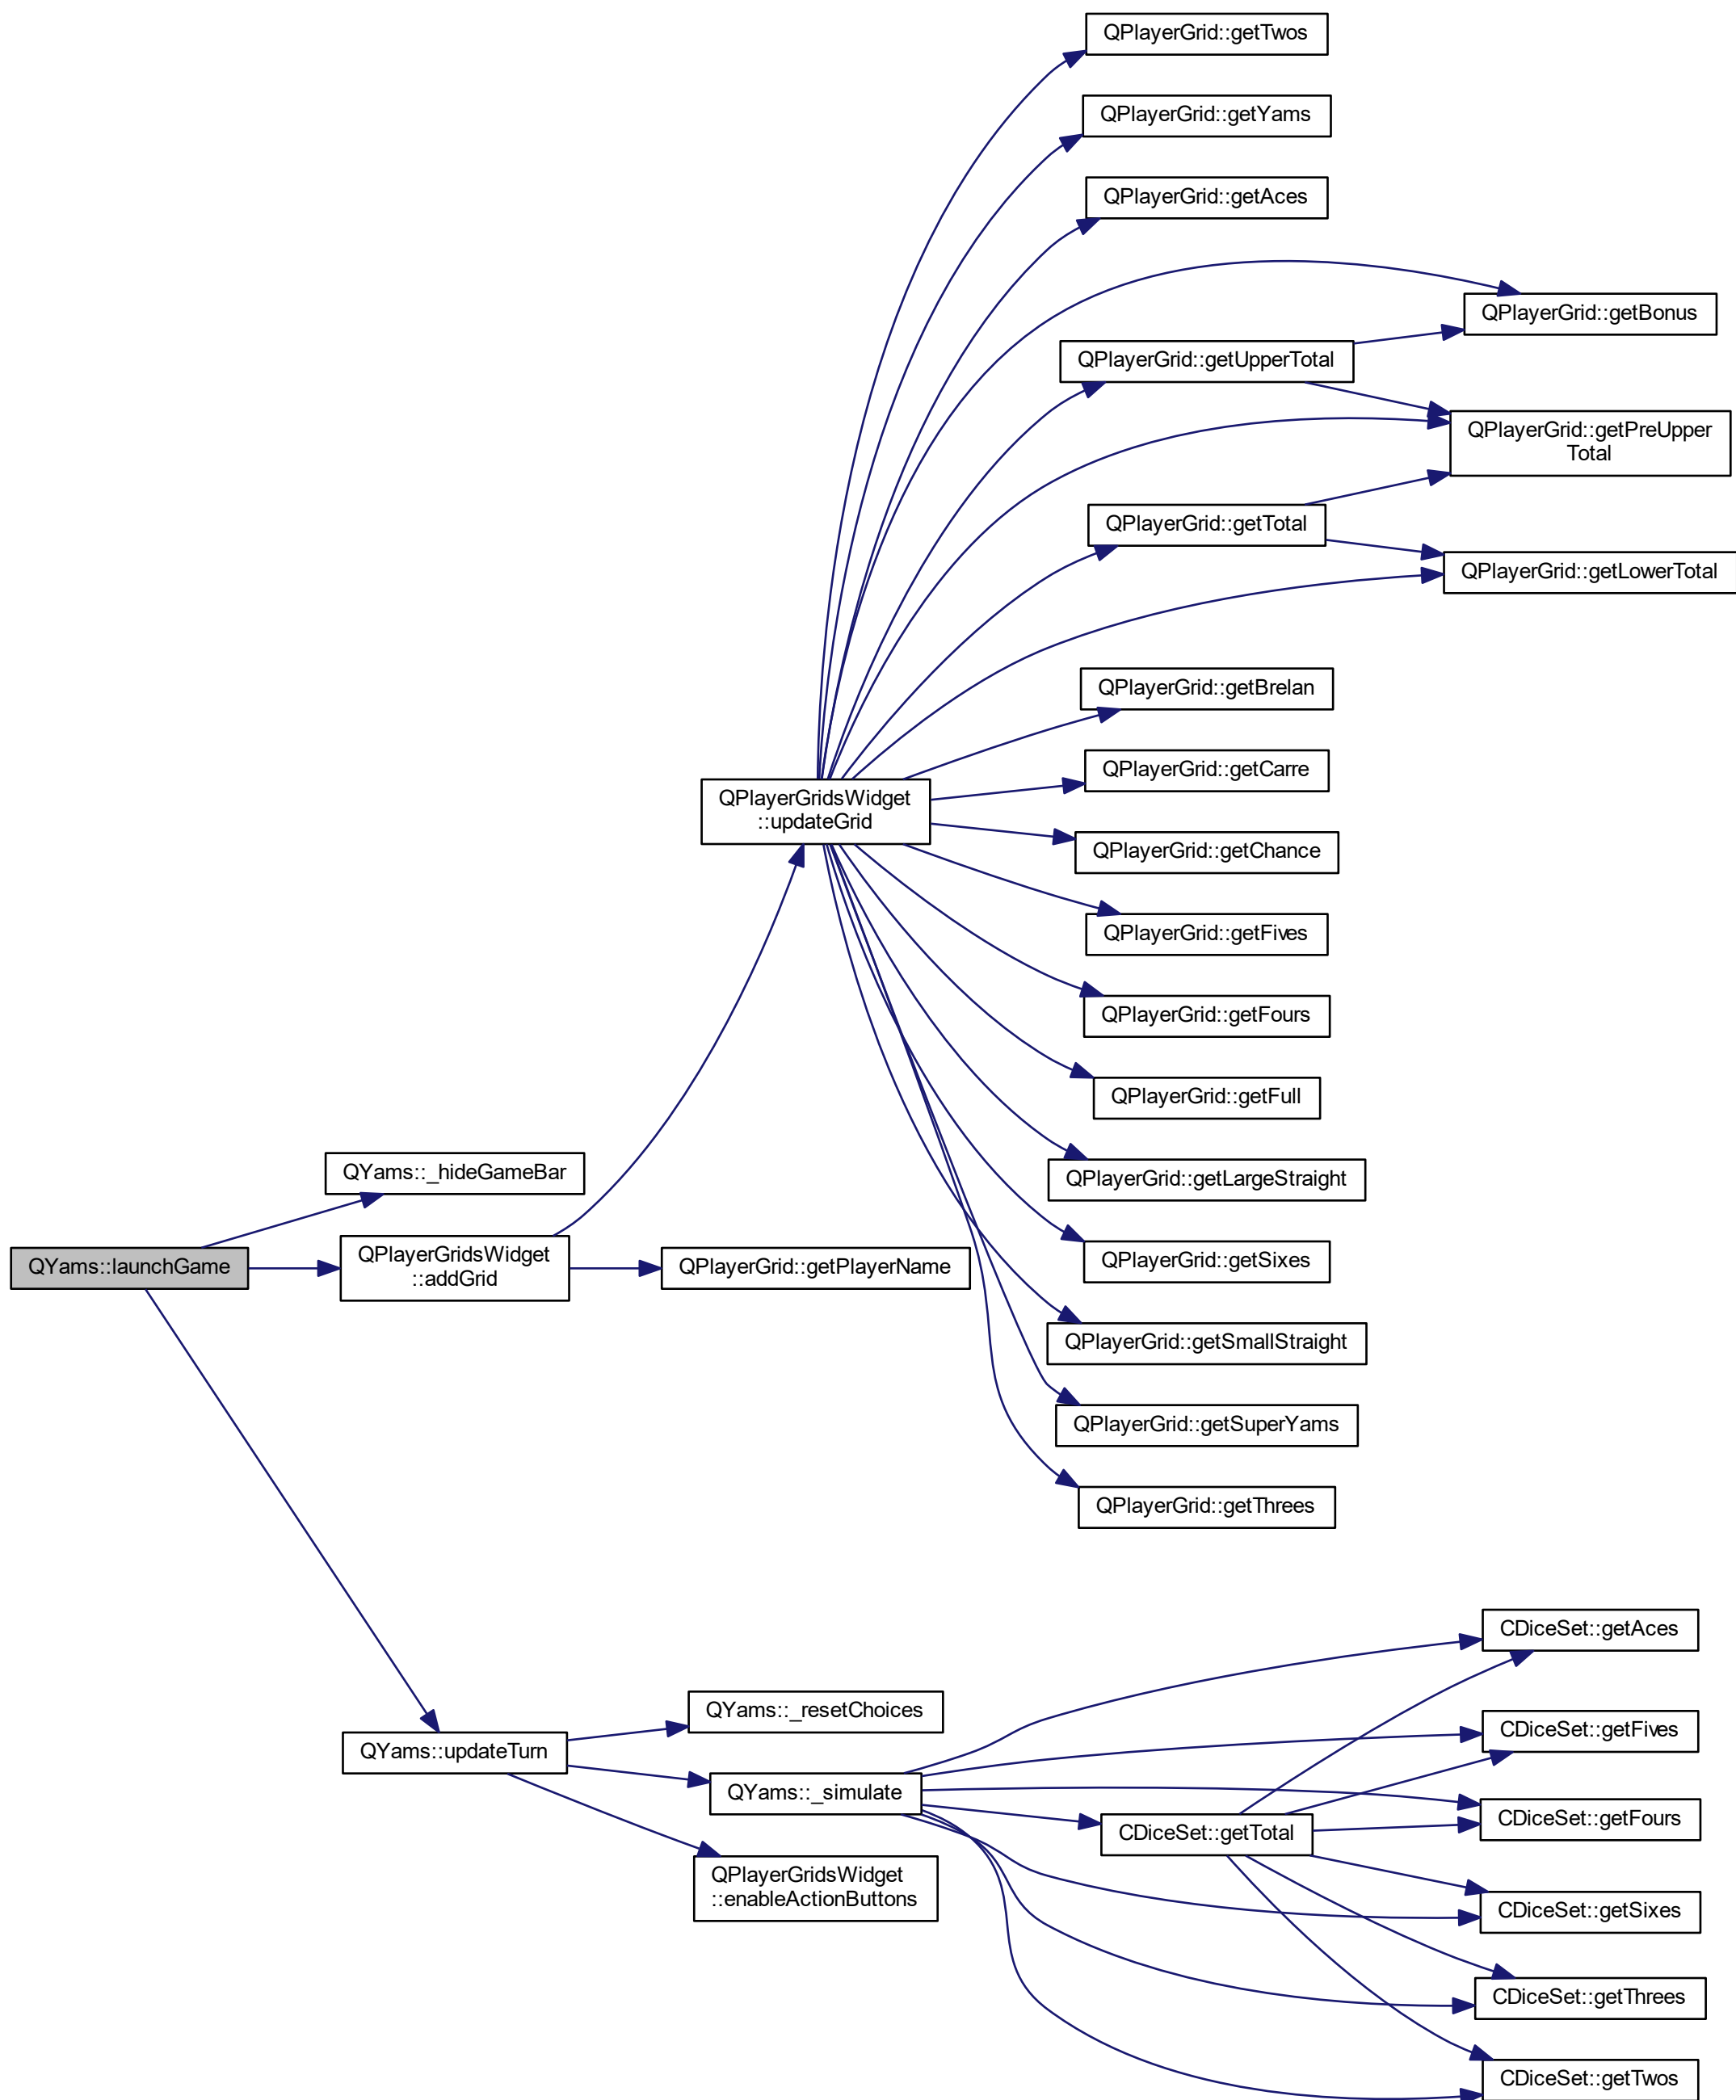 QPlayerGrid::getTwos
QPlayerGrid::getYams
QPlayerGrid::getAces
QPlayerGrid::getBonus
QPlayerGrid::getUpperTotal
QPlayerGrid::getPreUpper
Total
QPlayerGrid::getTotal
QPlayerGrid::getLowerTotal
QPlayerGrid::getBrelan
QPlayerGrid::getCarre
QPlayerGridsWidget
::updateGrid
QPlayerGrid::getChance
QPlayerGrid::getFives
QPlayerGrid::getFours
QPlayerGrid::getFull
QYams::_hideGameBar
QPlayerGrid::getLargeStraight
QYams::launchGame
QPlayerGridsWidget
::addGrid
QPlayerGrid::getPlayerName
QPlayerGrid::getSixes
QPlayerGrid::getSmallStraight
QPlayerGrid::getSuperYams
QPlayerGrid::getThrees
CDiceSet::getAces
QYams::_resetChoices
CDiceSet::getFives
QYams::updateTurn
QYams::_simulate
CDiceSet::getFours
CDiceSet::getTotal
QPlayerGridsWidget
::enableActionButtons
CDiceSet::getSixes
CDiceSet::getThrees
CDiceSet::getTwos